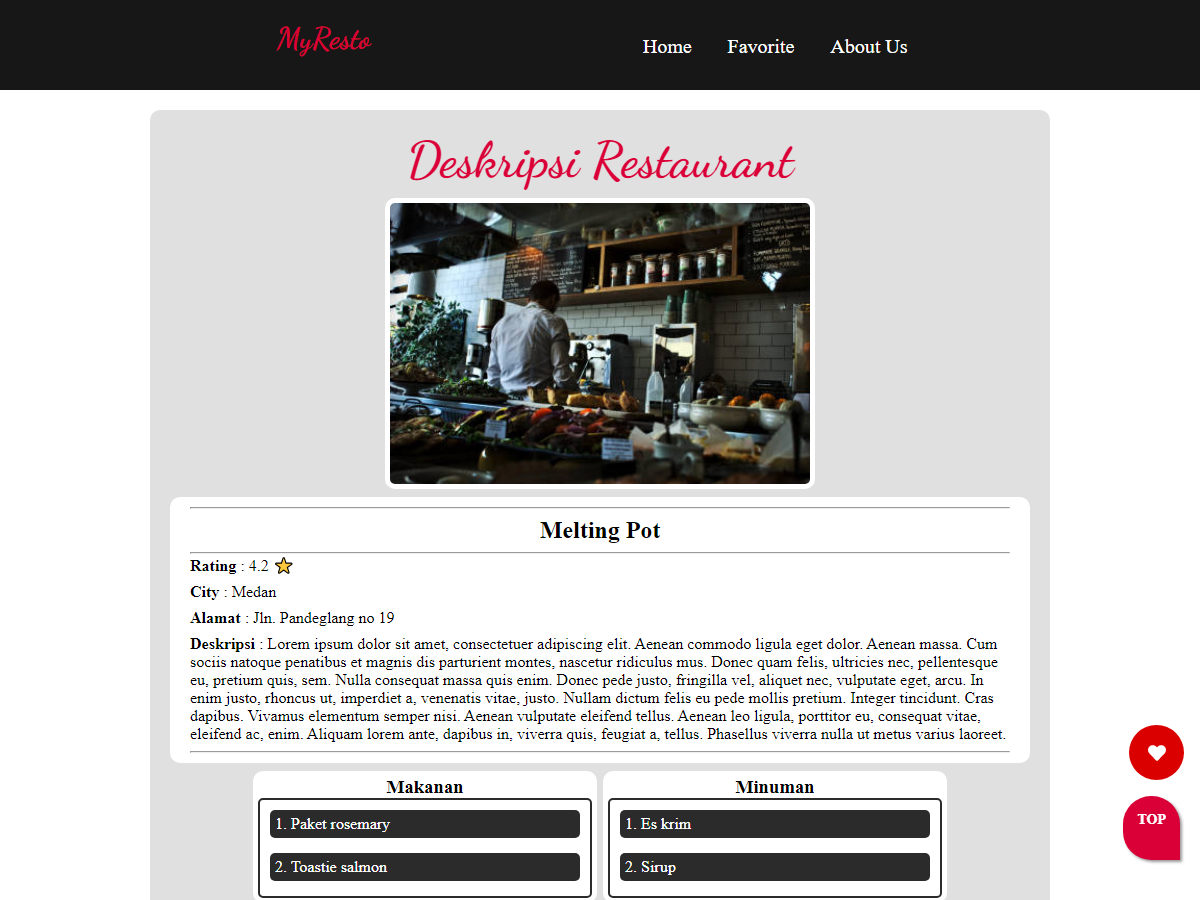 MyResto
Home
Favorite
About Us
Deskripsi Restaurant
Melting Pot
Rating : 4.2
City : Medan
Alamat : Jln. Pandeglang no 19
Deskripsi : Lorem ipsum dolor sit amet, consectetuer adipiscing elit. Aenean commodo ligula eget dolor. Aenean massa. Cum
sociis natoque penatibus et magnis dis parturient montes, nascetur ridiculus mus. Donec quam felis, ultricies nec, pellentesque
eu, pretium quis, sem. Nulla consequat massa quis enim. Donec pede justo, fringilla vel, aliquet nec, vulputate eget, arcu. In
enim justo, rhoncus ut, imperdiet a, venenatis vitae, justo. Nullam dictum felis eu pede mollis pretium. Integer tincidunt. Cras
dapibus. Vivamus elementum semper nisi. Aenean vulputate eleifend tellus. Aenean leo ligula, porttitor eu, consequat vitae,
eleifend ac, enim. Aliquam lorem ante, dapibus in, viverra quis, feugiat a, tellus. Phasellus viverra nulla ut metus varius laoreet.
Makanan
1. Paket rosemary
2. Toastie salmon
Minuman
1. Es krim
2. Sirup
TOP